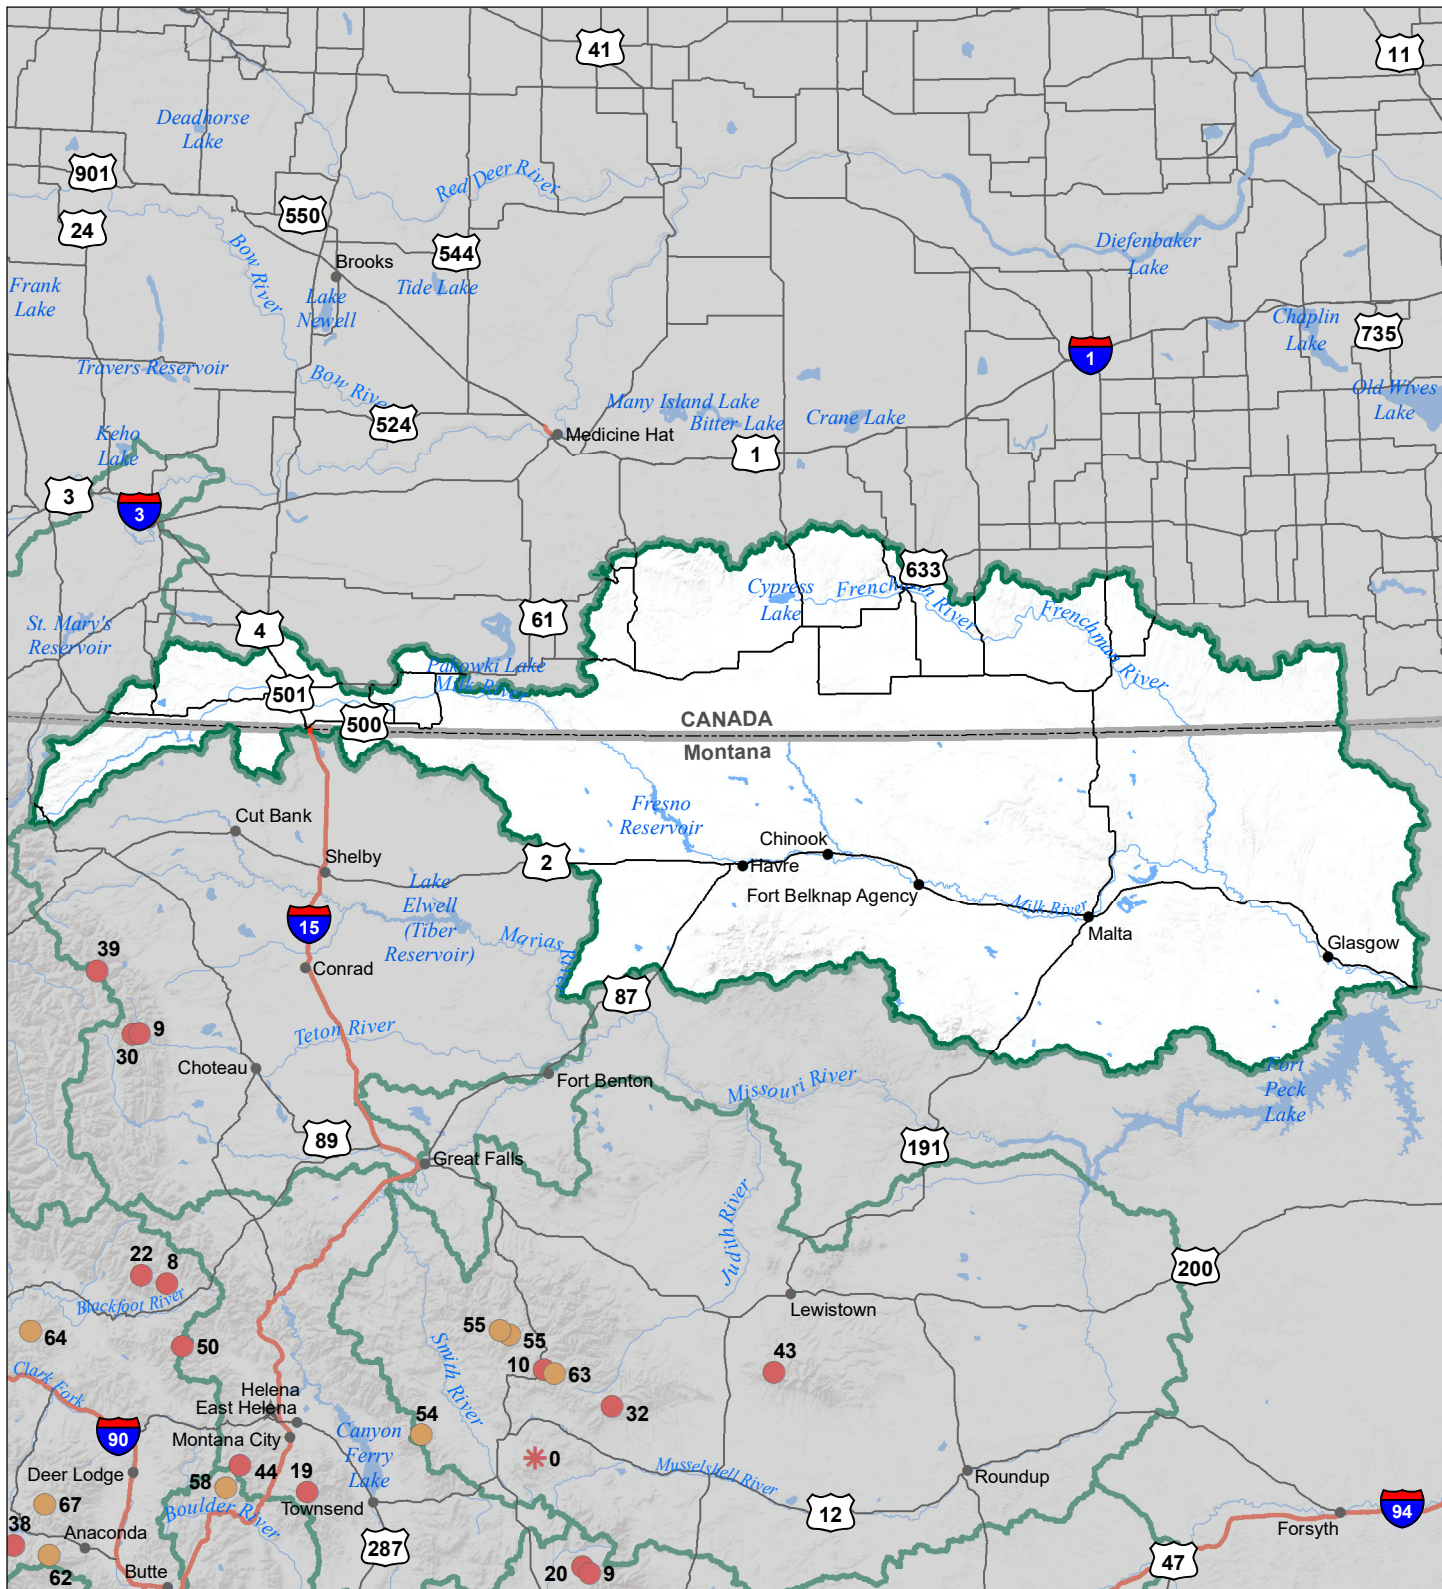 41
11
Deadhorse
Lake
901
Red Deer River
550
24
Bow River
544
Diefenbaker
Lake
Brooks
Frank
Lake
Lake
Newell
Tide Lake
Chaplin
Lake
735
1
Travers Reservoir
Bow River
Old Wives
Lake
Many Island Lake
Bitter Lake
Crane Lake
524
Medicine Hat
Keho
Lake
1
3
3
633
Cypress
Lake
Frenchman River
Frenchman River
61
4
St. Mary's
Reservoir
Pakowki Lake
Milk River
501
500
CANADA
Montana
Fresno
Reservoir
Cut Bank
Chinook
Shelby
2
Havre
Lake
Elwell
(Tiber
Reservoir)
Fort Belknap Agency
Milk River
15
Malta
Marias River
Glasgow
39
Conrad
87
9
30
Teton River
Choteau
Fort Benton
Missouri River
Fort
Peck
Lake
89
191
Great Falls
Judith River
22
8
200
Blackfoot River
Lewistown
64
55
55
50
Smith River
10
63
43
Clark Fork
32
Helena
East Helena
54
Canyon
Ferry
Lake
90
Montana City
0
Deer Lodge
44
19
Musselshell River
Roundup
58
Townsend
67
Boulder River
12
94
Forsyth
38
Anaconda
287
47
62
Butte
20
9